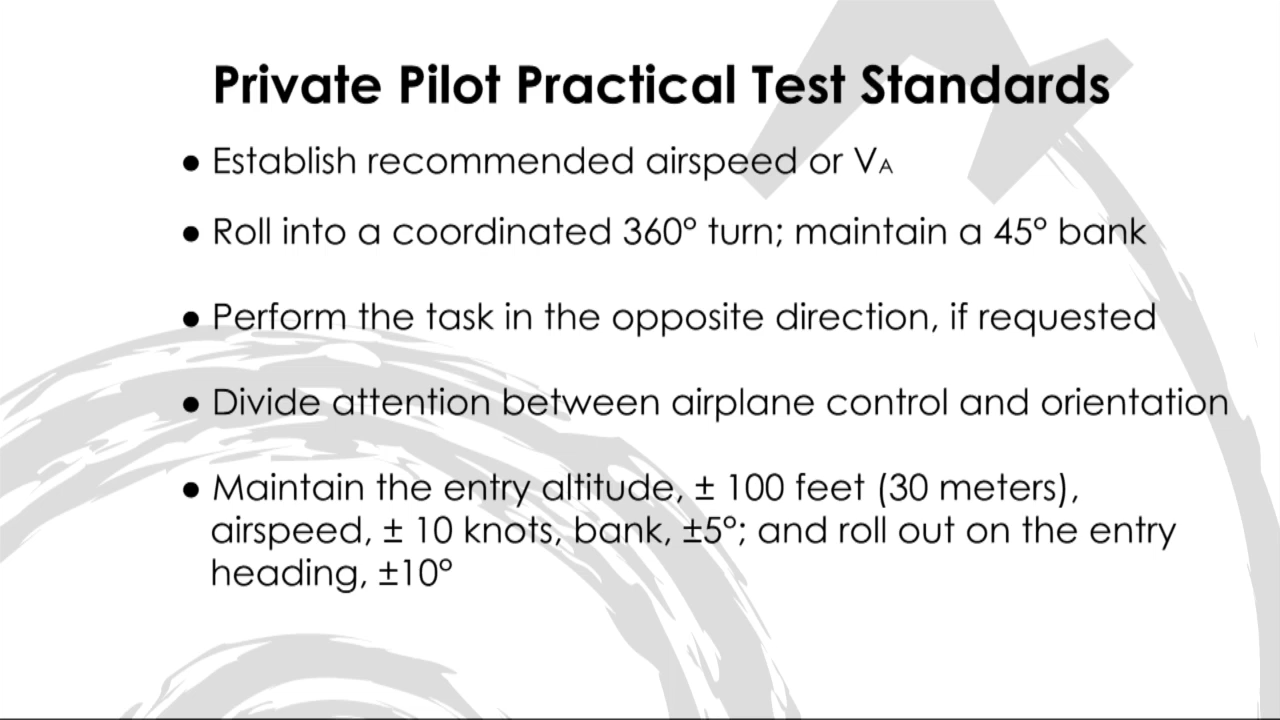 Private Pilot Practical Test Standards
● Establish recommended airspeed or VA
● Roll into a coordinated 360° turn; maintain a 45° bank
● Perform the task in the opposite direction, if requested
● Divide attention between airplane control and orientation
● Maintain the entry altitude, ± 100 feet (30 meters),
airspeed, ± 10 knots, bank, ±5°; and roll out on the entry
heading, ±10°